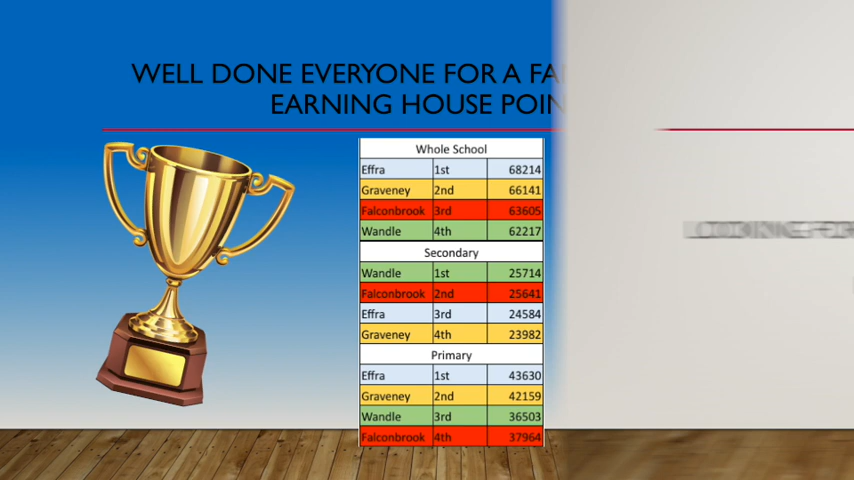 WELL DONE EVERYONE FOR A
EARNING HOUSE
Whole School
Effra 1st 68214
Graveney 2nd 66141
Falconbrook 3rd 63605
Wandle 4th 62217
Secondary
Wandle 1st 25714
Falconbrook 2nd 25641
Effra 3rd 24584
Graveney 4th 23982
Primary
Effra 1st 43630
Graveney 2nd 42159
Wandle 3rd 36503
Falconbrook 4th 37964